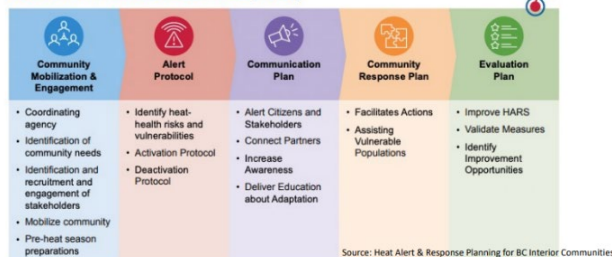 Community
Mobilization &
Engagement
• Coordinating
agency
• Identification of
community needs
• Identification and
recruitment and
engagement of
stakeholders
• Mobilize community
• Pre-heat season
preparations
Alert
Protocol
• Identify heat-
health risks and
vulnerabilities
• Activation Protocol
• Deactivation
Protocol
Communication
Plan
• Alert Citizens and
Stakeholders
• Connect Partners
• Increase
Awareness
• Deliver Education
about Adaptation
Community
Response Plan
• Facilitates Actions
• Assisting
Vulnerable
Populations
Evaluation
Plan
• Improve HARS
• Validate Measures
• Identify
Improvement
Opportunities
Source: Heat Alert & Response Planning for BC Interior Communities